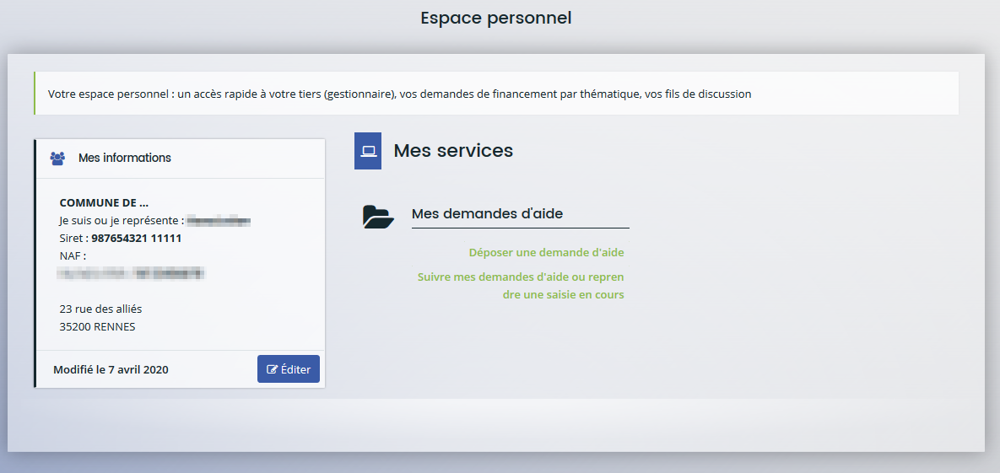 Espace personnel
Votre espace personnel : un accès rapide à votre tiers (gestionnaire), vos demandes de financement par thématique, vos fils de discussion
Mes informations
COMMUNE DE ...
Je suis ou je représente :
Siret : 987654321 11111
NAF :
23 rue des alliés
35200 RENNES
Modifié le 7 avril 2020
Éditer
Mes services
Mes demandes d'aide
Déposer une demande d'aide
Suivre mes demandes d'aide ou repren
dre une saisie en cours